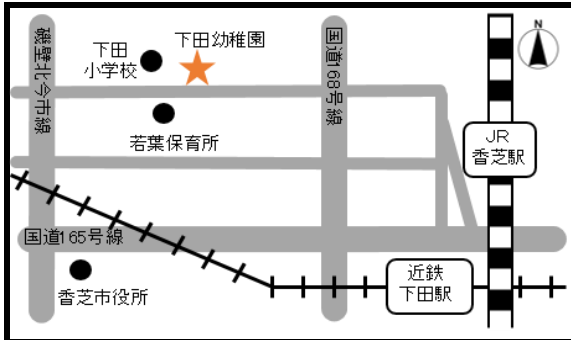 磯壁北今市線
下田
小学校
下田幼稚園
国道168号線
N
若葉保育所
JR
香芝駅
国道165号線
香芝市役所
近鉄
下田駅